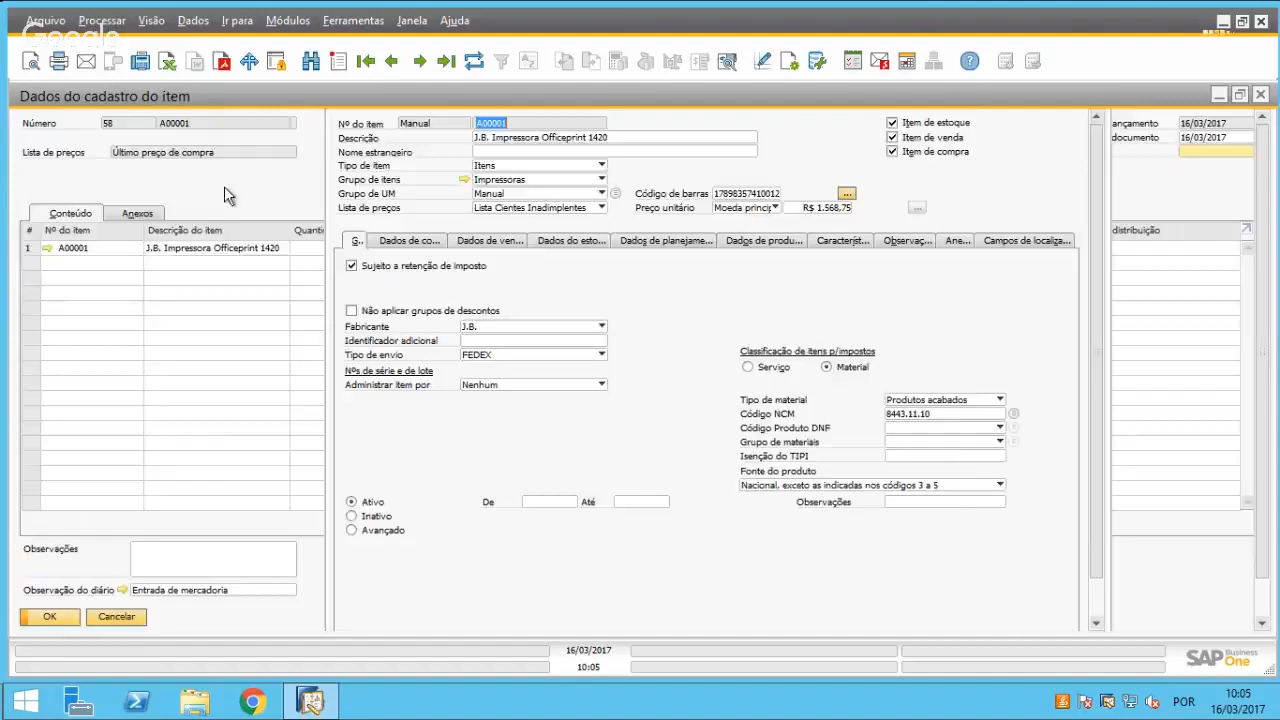 Arquivo Processar Visão Dados Ir para Módulos Ferramentas Janela Ajuda
Google
Dados do cadastro do item
Número 58 A00001
Lista de preços Último preço de compra
Conteúdo Anexos
# Nº do item Descrição do item Quanti
1 A00001 J.B. Impressora Officeprint 1420
Observações
Observação do diário Entrada de mercadoria
OK Cancelar
Nº do item Manual A00001
Descrição J.B. Impressora Officeprint 1420
Nome estrangeiro
Tipo de item Itens
Grupo de itens Impressoras
Grupo de UM Manual
Lista de preços Lista Cientes Inadimplentes
Item de estoque
Item de venda
Item de compra
Código de barras 17898357410012 ...
Preço unitário Moeda princip R$ 1.568,75 ...
G.. Dados de co... Dados de ven... Dados do esto... Dados de planejame... Dados de produ... Característ... Observaç... Ane... Campos de localiza...
Sujeito a retenção de imposto
Não aplicar grupos de descontos
Fabricante J.B.
Identificador adicional
Tipo de envio FEDEX
Nºs de série e de lote
Administrar item por Nenhum
Classificação de itens p/impostos
Serviço Material
Tipo de material Produtos acabados
Código NCM 8443.11.10
Código Produto DNF
Grupo de materiais
Isenção do TIPI
Fonte do produto
Nacional, exceto as indicadas nos códigos 3 a 5
Ativo De Até Observações
Inativo
Avançado
ançamento 16/03/2017
documento 16/03/2017
distribuição
16/03/2017
10:05
SAP Business One
POR 10:05
16/03/2017